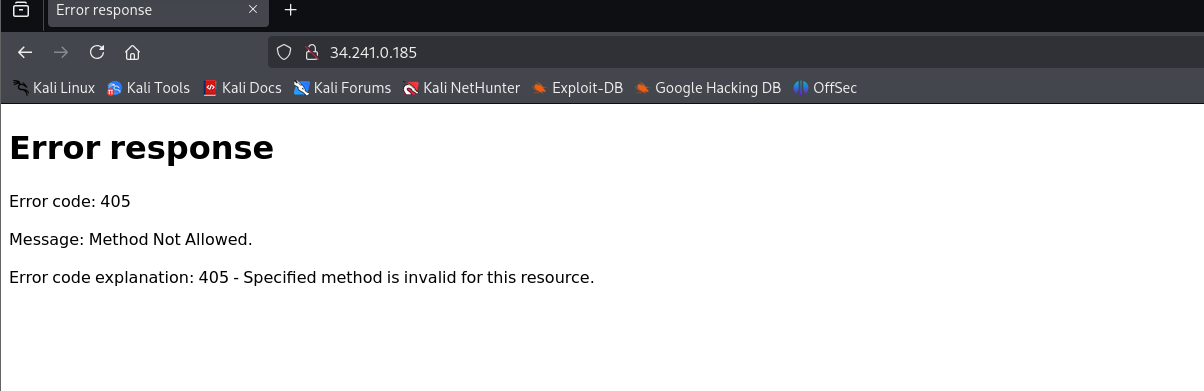 Error response
34.241.0.185
Kali Linux Kali Tools Kali Docs Kali Forums Kali NetHunter Exploit-DB Google Hacking DB OffSec
Error response
Error code: 405
Message: Method Not Allowed.
Error code explanation: 405 - Specified method is invalid for this resource.